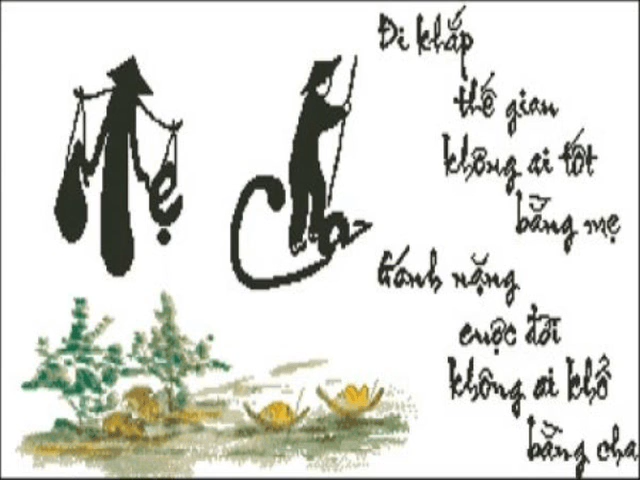 Mẹ
Cha
Đi khắp
thế gian
không ai tốt
bằng mẹ
Gánh nặng
cuộc đời
không ai khổ
bằng cha